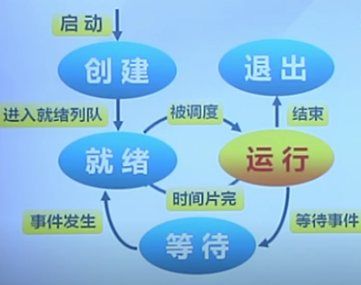 启动
创建
退出
进入就绪列队
被调度
结束
就绪
运行
时间片完
事件发生
等待事件
等待